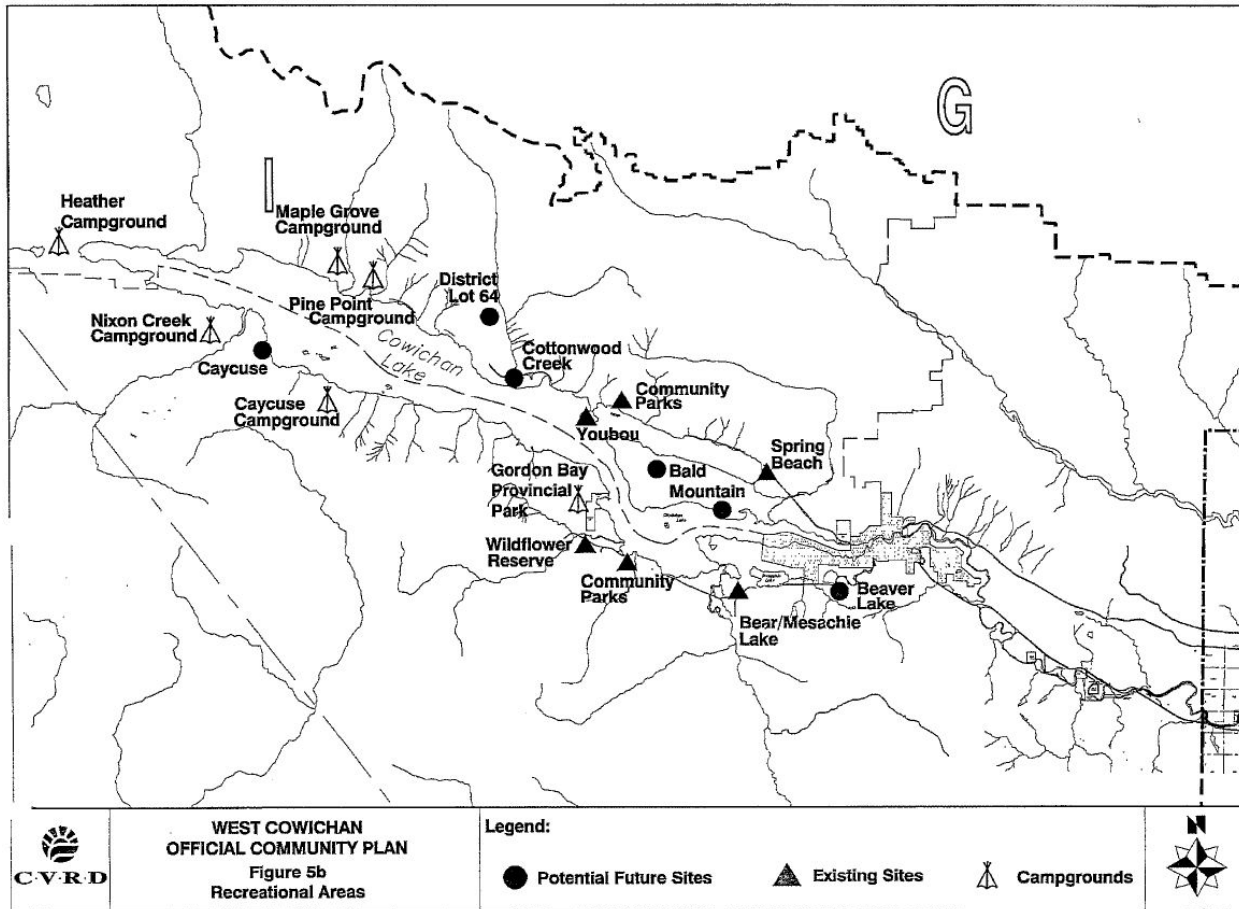 G
I
Heather
Campground
Maple Grove
Campground
District
Lot 64
Pine Point
Campground
Nixon Creek
Campground
Cowichan
Lake
Cottonwood
Creek
Caycuse
Caycuse
Campground
Community
Parks
Youbou
Spring
Beach
Bald
Mountain
Gordon Bay
Provincial
Park
Wildflower
Reserve
Community
Parks
Beaver
Lake
Bear/Mesachie
Lake
C·V·R·D
WEST COWICHAN
OFFICIAL COMMUNITY PLAN
Figure 5b
Recreational Areas
Legend:
Potential Future Sites
Existing Sites
Campgrounds
N